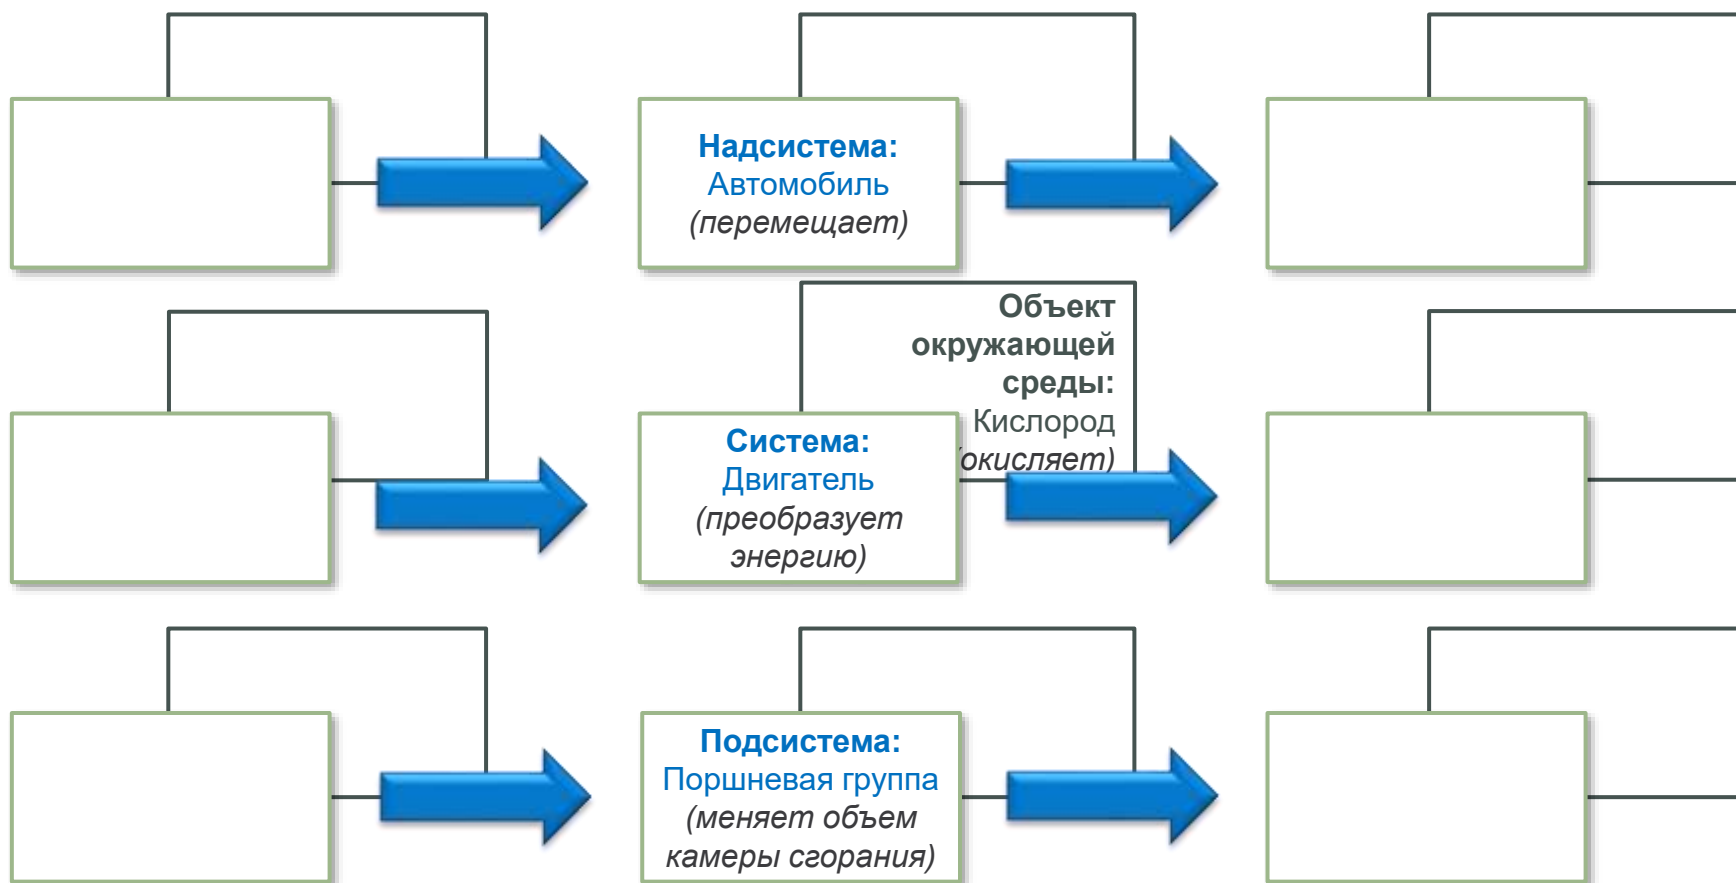 Надсистема:
Автомобиль
(перемещает)
Объект
окружающей
среды:
Кислород
(окисляет)
Система:
Двигатель
(преобразует
энергию)
Подсистема:
Поршневая группа
(меняет объем
камеры сгорания)